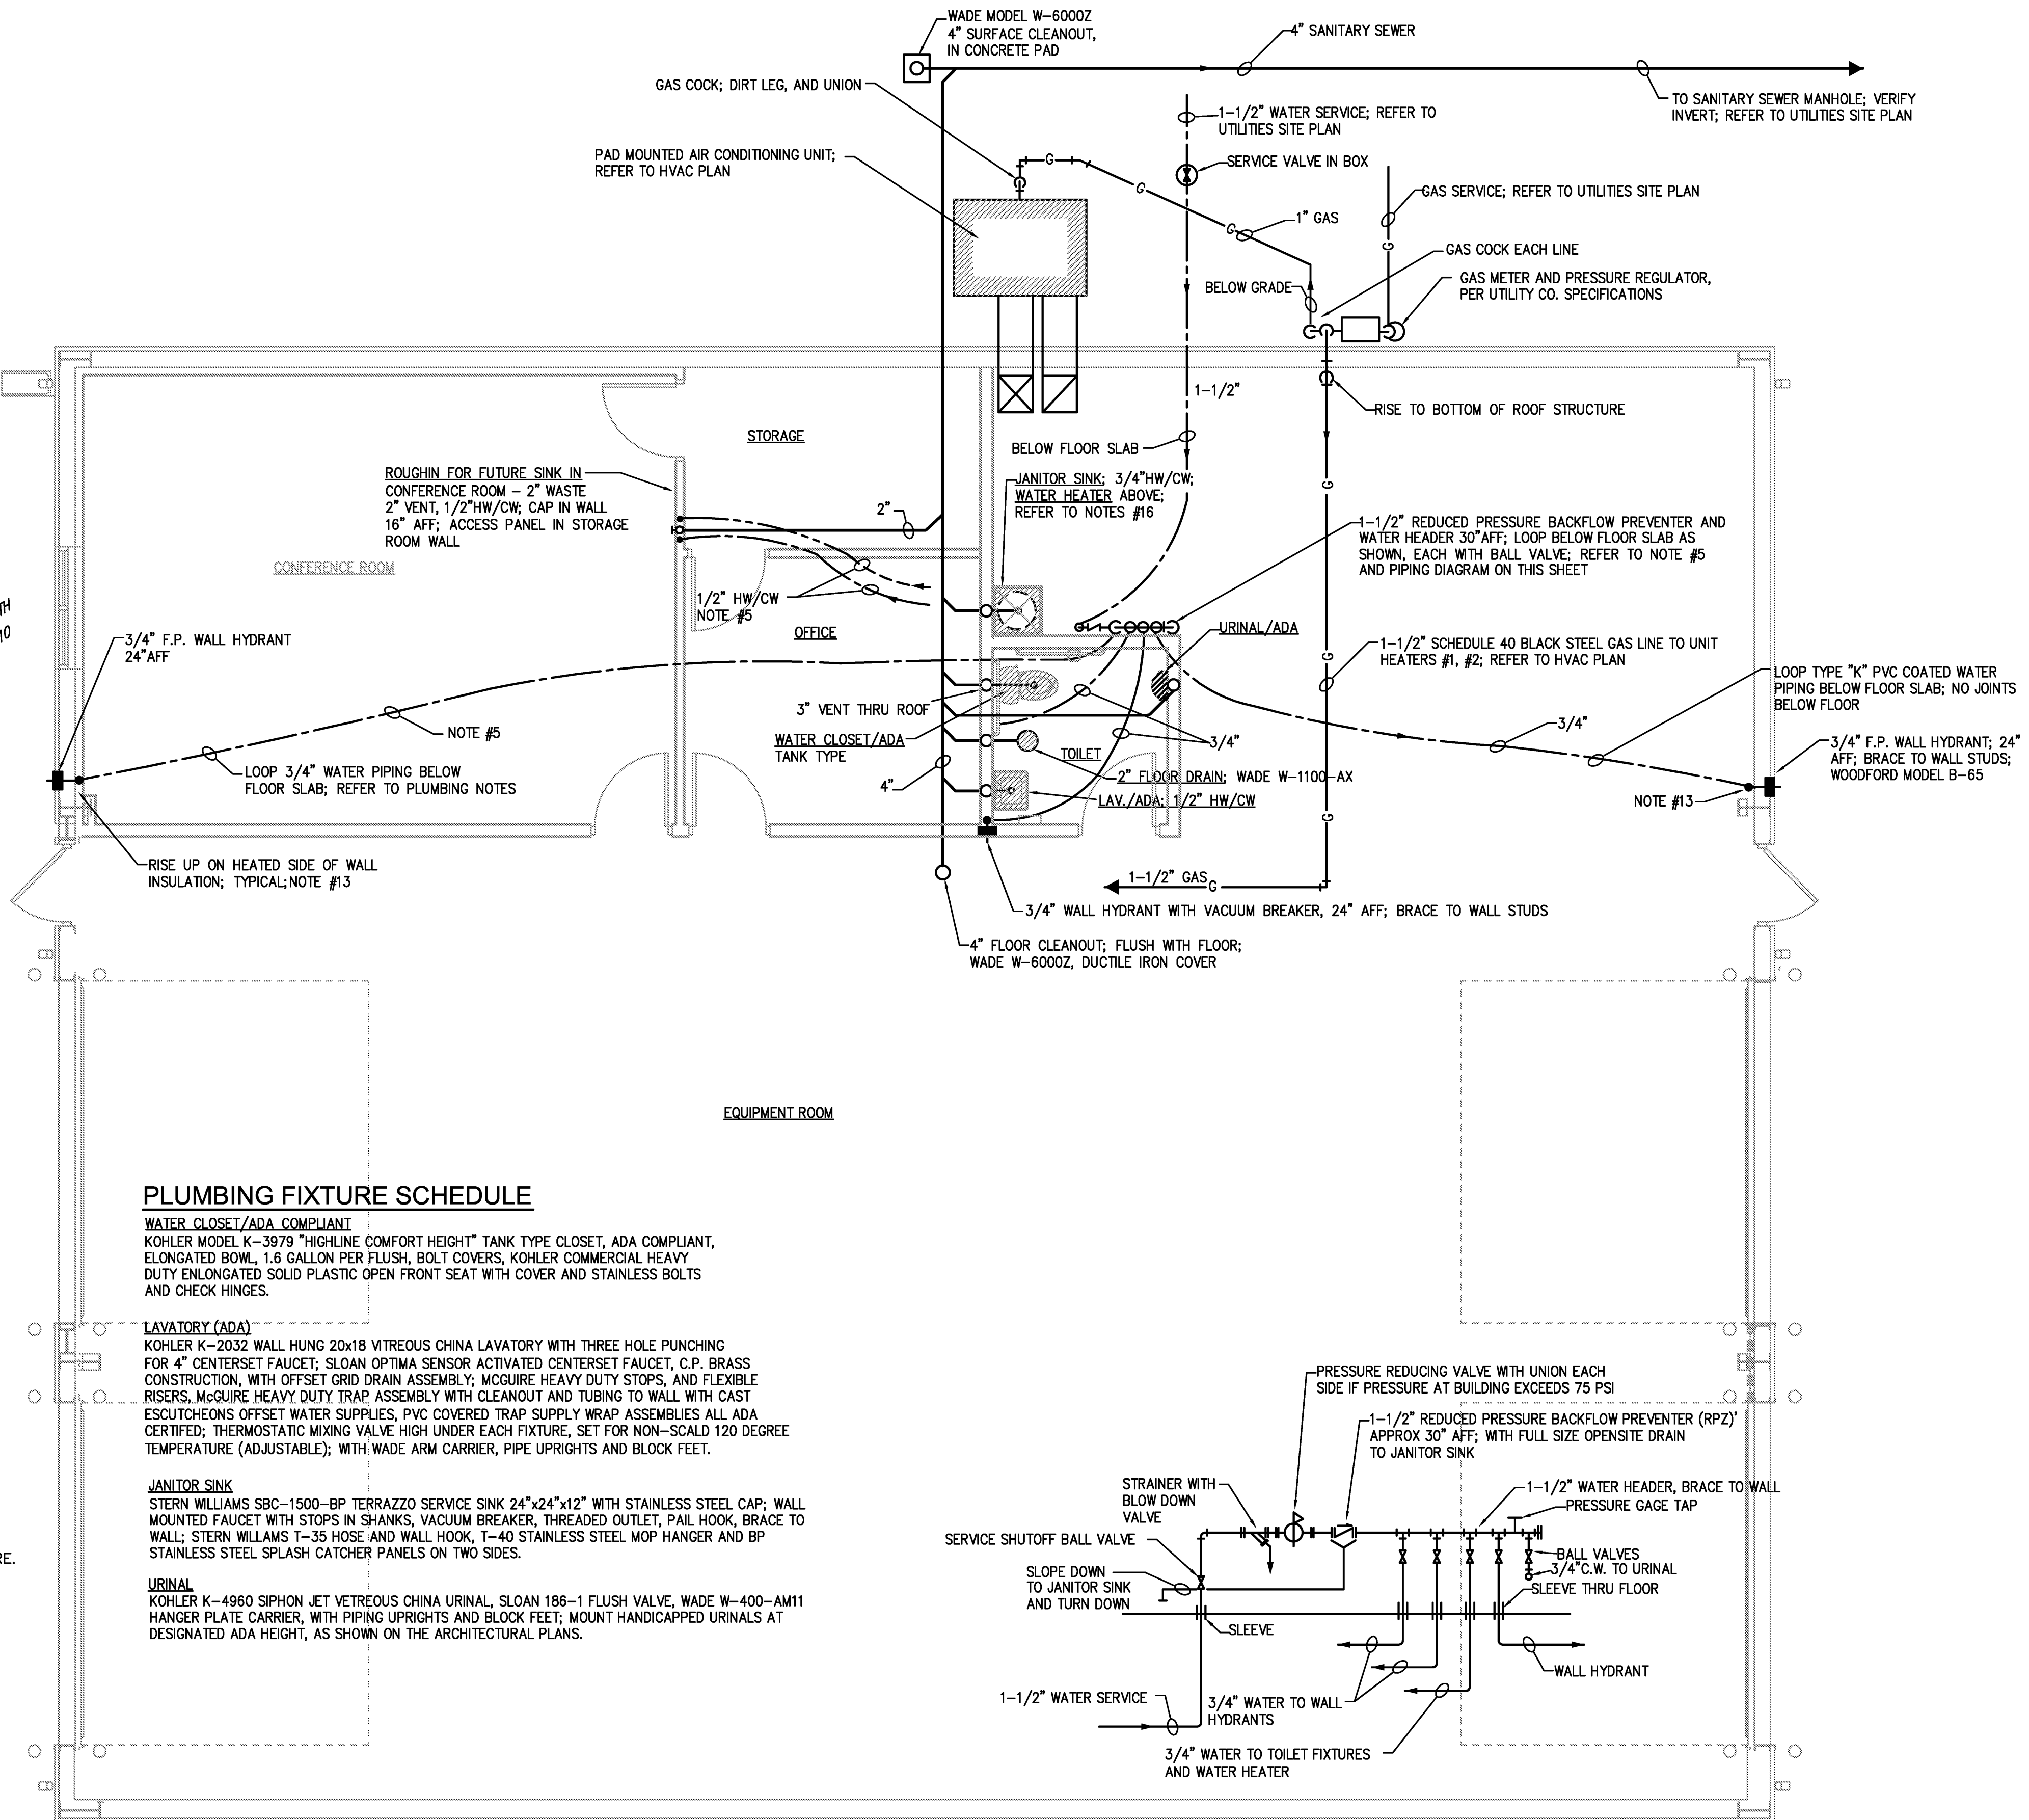 WADE MODEL W-6000Z
4" SURFACE CLEANOUT,
IN CONCRETE PAD
4" SANITARY SEWER
GAS COCK; DIRT LEG, AND UNION
TO SANITARY SEWER MANHOLE; VERIFY
INVERT; REFER TO UTILITIES SITE PLAN
1-1/2" WATER SERVICE; REFER TO
UTILITIES SITE PLAN
PAD MOUNTED AIR CONDITIONING UNIT;
REFER TO HVAC PLAN
G
SERVICE VALVE IN BOX
G
GAS SERVICE; REFER TO UTILITIES SITE PLAN
1" GAS
G
G
GAS COCK EACH LINE
BELOW GRADE
GAS METER AND PRESSURE REGULATOR,
PER UTILITY CO. SPECIFICATIONS
1-1/2"
RISE TO BOTTOM OF ROOF STRUCTURE
STORAGE
BELOW FLOOR SLAB
ROUGHIN FOR FUTURE SINK IN
CONFERENCE ROOM - 2" WASTE
2" VENT, 1/2"HW/CW; CAP IN WALL
16" AFF; ACCESS PANEL IN STORAGE
ROOM WALL
JANITOR SINK; 3/4"HW/CW;
WATER HEATER ABOVE;
REFER TO NOTES #16
G
2"
1-1/2" REDUCED PRESSURE BACKFLOW PREVENTER AND
WATER HEADER 30"AFF; LOOP BELOW FLOOR SLAB AS
SHOWN, EACH WITH BALL VALVE; REFER TO NOTE #5
AND PIPING DIAGRAM ON THIS SHEET
CONFERENCE ROOM
1/2" HW/CW
NOTE #5
OFFICE
TH
3/4" F.P. WALL HYDRANT
24"AFF
URINAL/ADA
G
1-1/2" SCHEDULE 40 BLACK STEEL GAS LINE TO UNIT
HEATERS #1, #2; REFER TO HVAC PLAN
LOOP TYPE "K" PVC COATED WATER
PIPING BELOW FLOOR SLAB; NO JOINTS
BELOW FLOOR
3" VENT THRU ROOF
NOTE #5
WATER CLOSET/ADA
TANK TYPE
TOILET
3/4"
3/4"
G
3/4" F.P. WALL HYDRANT; 24"
AFF; BRACE TO WALL STUDS;
WOODFORD MODEL B-65
LOOP 3/4" WATER PIPING BELOW
FLOOR SLAB; REFER TO PLUMBING NOTES
4"
2" FLOOR DRAIN; WADE W-1100-AX
LAV./ADA; 1/2" HW/CW
NOTE #13
G
RISE UP ON HEATED SIDE OF WALL
INSULATION; TYPICAL;NOTE #13
1-1/2" GAS
G
3/4" WALL HYDRANT WITH VACUUM BREAKER, 24" AFF; BRACE TO WALL STUDS
4" FLOOR CLEANOUT; FLUSH WITH FLOOR;
WADE W-6000Z, DUCTILE IRON COVER
EQUIPMENT ROOM
PLUMBING FIXTURE SCHEDULE
WATER CLOSET/ADA COMPLIANT
KOHLER MODEL K-3979 "HIGHLINE COMFORT HEIGHT" TANK TYPE CLOSET, ADA COMPLIANT,
ELONGATED BOWL, 1.6 GALLON PER FLUSH, BOLT COVERS, KOHLER COMMERCIAL HEAVY
DUTY ENLONGATED SOLID PLASTIC OPEN FRONT SEAT WITH COVER AND STAINLESS BOLTS
AND CHECK HINGES.
LAVATORY (ADA)
KOHLER K-2032 WALL HUNG 20x18 VITREOUS CHINA LAVATORY WITH THREE HOLE PUNCHING
FOR 4" CENTERSET FAUCET; SLOAN OPTIMA SENSOR ACTIVATED CENTERSET FAUCET, C.P. BRASS
CONSTRUCTION, WITH OFFSET GRID DRAIN ASSEMBLY; MCGUIRE HEAVY DUTY STOPS, AND FLEXIBLE
RISERS, McGUIRE HEAVY DUTY TRAP ASSEMBLY WITH CLEANOUT AND TUBING TO WALL WITH CAST
ESCUTCHEONS OFFSET WATER SUPPLIES, PVC COVERED TRAP SUPPLY WRAP ASSEMBLIES ALL ADA
CERTIFED; THERMOSTATIC MIXING VALVE HIGH UNDER EACH FIXTURE, SET FOR NON-SCALD 120 DEGREE
TEMPERATURE (ADJUSTABLE); WITH WADE ARM CARRIER, PIPE UPRIGHTS AND BLOCK FEET.
JANITOR SINK
STERN WILLIAMS SBC-1500-BP TERRAZZO SERVICE SINK 24"x24"x12" WITH STAINLESS STEEL CAP; WALL
MOUNTED FAUCET WITH STOPS IN SHANKS, VACUUM BREAKER, THREADED OUTLET, PAIL HOOK, BRACE TO
WALL; STERN WILLAMS T-35 HOSE AND WALL HOOK, T-40 STAINLESS STEEL MOP HANGER AND BP
STAINLESS STEEL SPLASH CATCHER PANELS ON TWO SIDES.
RE.
URINAL
KOHLER K-4960 SIPHON JET VETREOUS CHINA URINAL, SLOAN 186-1 FLUSH VALVE, WADE W-400-AM11
HANGER PLATE CARRIER, WITH PIPING UPRIGHTS AND BLOCK FEET; MOUNT HANDICAPPED URINALS AT
DESIGNATED ADA HEIGHT, AS SHOWN ON THE ARCHITECTURAL PLANS.
PRESSURE REDUCING VALVE WITH UNION EACH
SIDE IF PRESSURE AT BUILDING EXCEEDS 75 PSI
1-1/2" REDUCED PRESSURE BACKFLOW PREVENTER (RPZ)'
APPROX 30" AFF; WITH FULL SIZE OPENSITE DRAIN
TO JANITOR SINK
STRAINER WITH
BLOW DOWN
VALVE
1-1/2" WATER HEADER, BRACE TO WALL
PRESSURE GAGE TAP
SERVICE SHUTOFF BALL VALVE
BALL VALVES
3/4"C.W. TO URINAL
SLEEVE THRU FLOOR
SLOPE DOWN
TO JANITOR SINK
AND TURN DOWN
SLEEVE
WALL HYDRANT
1-1/2" WATER SERVICE
3/4" WATER TO WALL
HYDRANTS
3/4" WATER TO TOILET FIXTURES
AND WATER HEATER